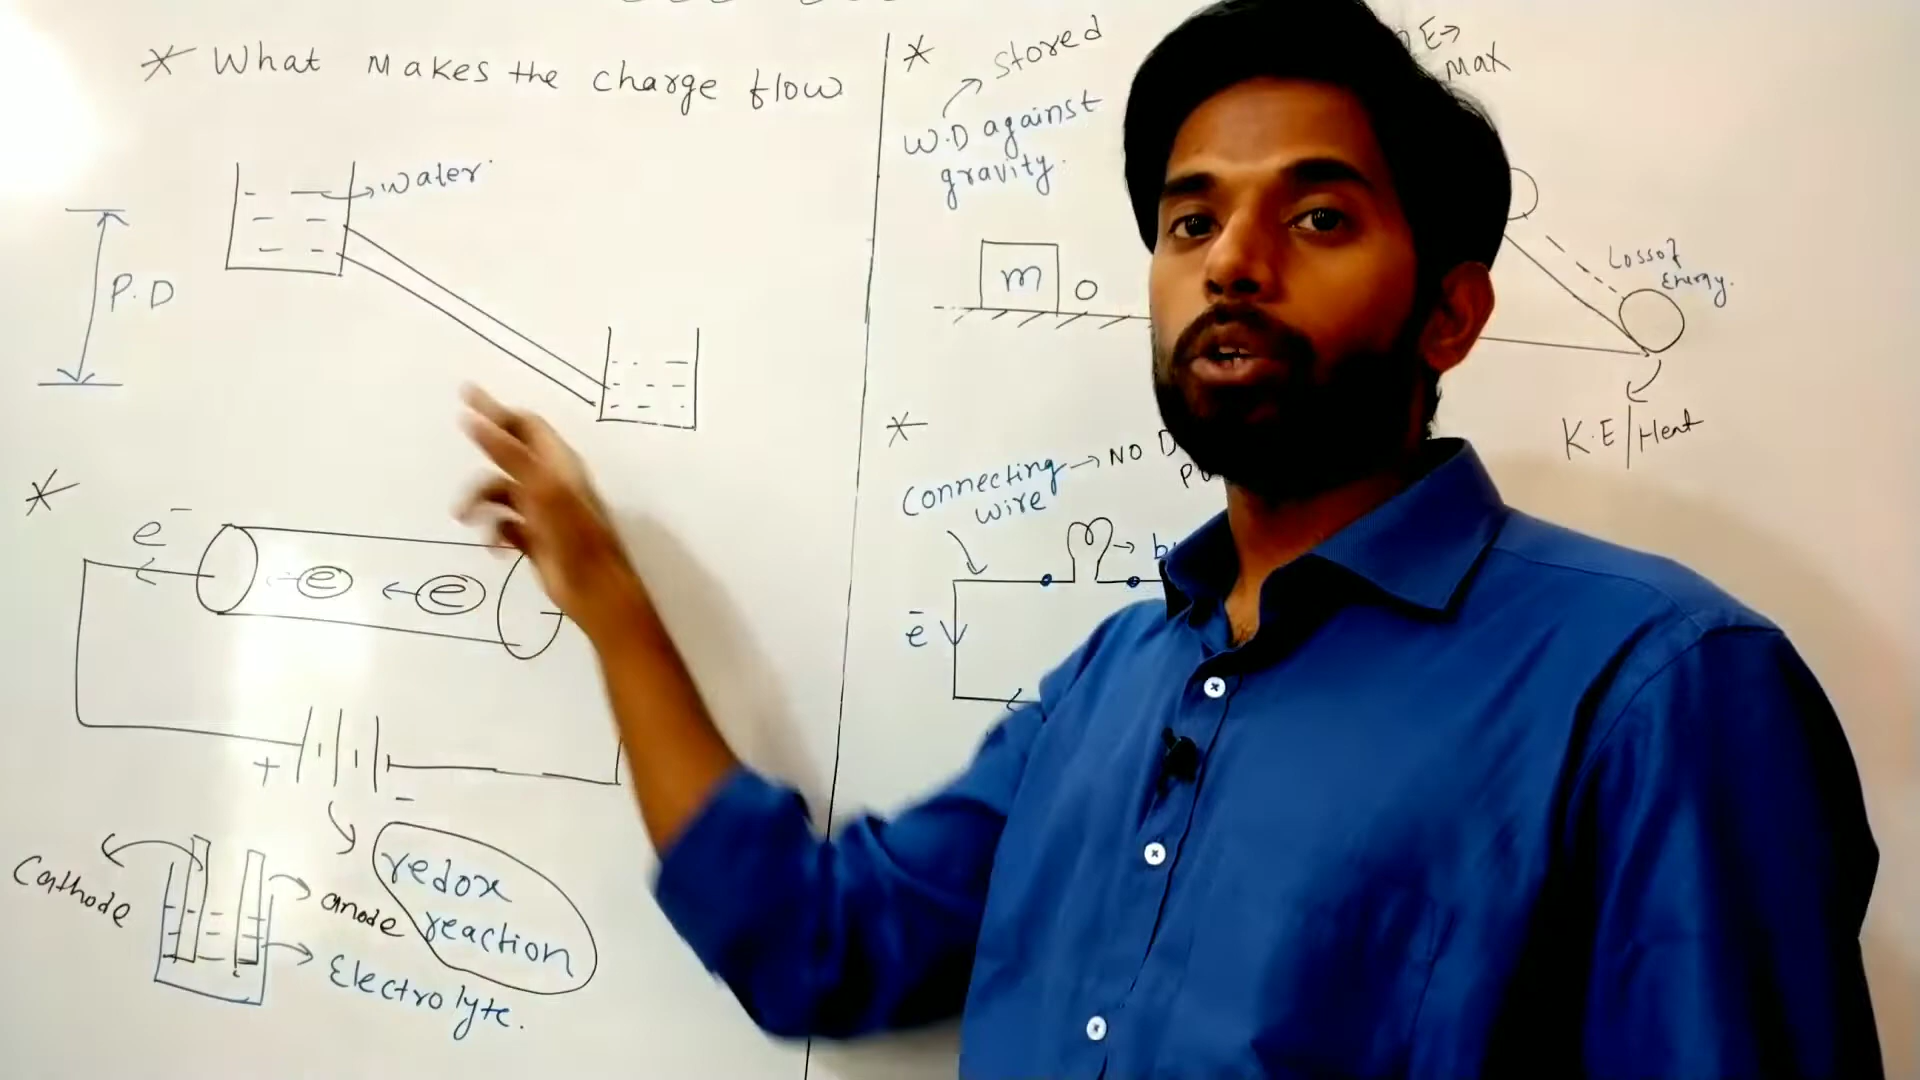 * What makes the charge flow
water
P.D
*
e⁻
e
e
+
-
Cathode
anode
redox
reaction
Electrolyte.
*
stored
W.D against
gravity.
m
E→
Max
Loss of
Energy.
K.E/Heat
*
Connecting → NO
wire
ē